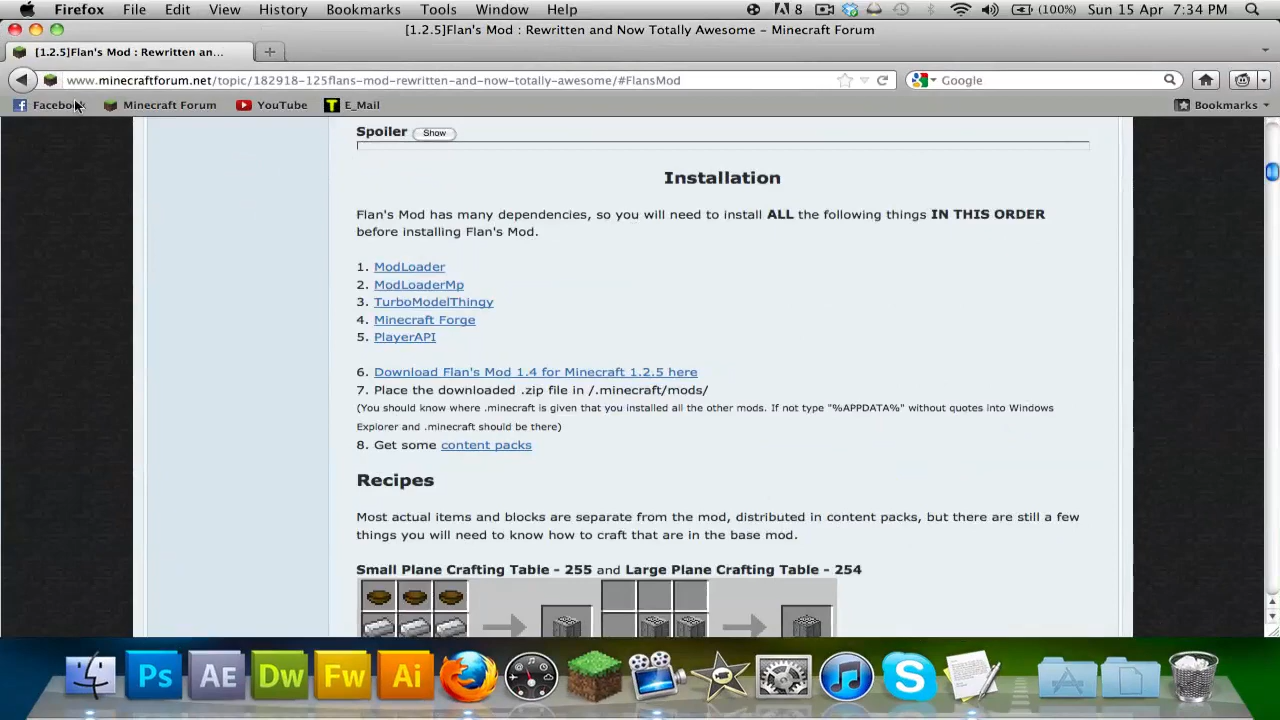 Firefox File Edit View History Bookmarks Tools Window Help 8 (100%) Sun 15 Apr 7:34 PM
[1.2.5]Flan's Mod : Rewritten and Now Totally Awesome – Minecraft Forum
[1.2.5]Flan's Mod : Rewritten an...
www.minecraftforum.net/topic/182918-125flans-mod-rewritten-and-now-totally-awesome/#FlansMod
Google
Facebook Minecraft Forum YouTube T E_Mail Bookmarks
Spoiler Show
Installation
Flan's Mod has many dependencies, so you will need to install ALL the following things IN THIS ORDER
before installing Flan's Mod.
1. ModLoader
2. ModLoaderMp
3. TurboModelThingy
4. Minecraft Forge
5. PlayerAPI
6. Download Flan's Mod 1.4 for Minecraft 1.2.5 here
7. Place the downloaded .zip file in /.minecraft/mods/
(You should know where .minecraft is given that you installed all the other mods. If not type "%APPDATA%" without quotes into Windows
Explorer and .minecraft should be there)
8. Get some content packs
Recipes
Most actual items and blocks are separate from the mod, distributed in content packs, but there are still a few
things you will need to know how to craft that are in the base mod.
Small Plane Crafting Table - 255 and Large Plane Crafting Table - 254
Ps Ae Dw Fw Ai S